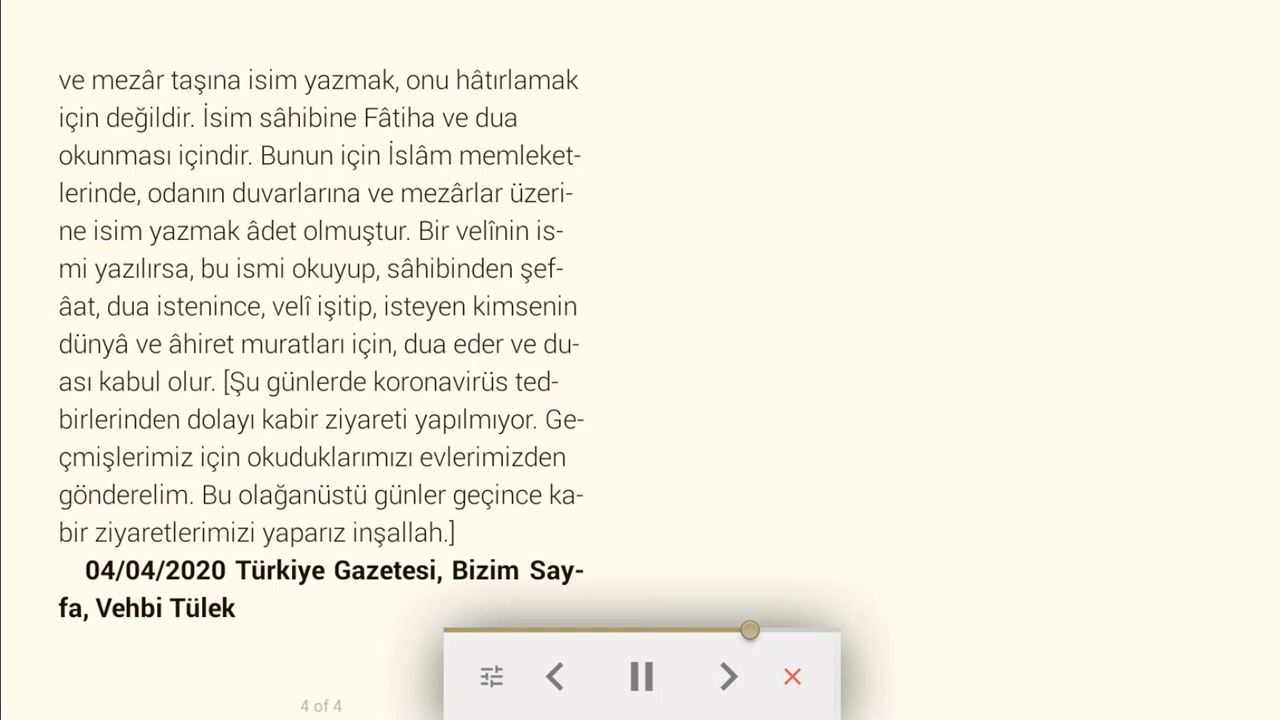 ve mezâr taşına isim yazmak, onu hâtırlamak
için değildir. İsim sâhibine Fâtiha ve dua
okunması içindir. Bunun için İslâm memleket-
lerinde, odanın duvarlarına ve mezârlar üzeri-
ne isim yazmak âdet olmuştur. Bir velînin is-
mi yazılırsa, bu ismi okuyup, sâhibinden şef-
âat, dua istenince, velî işitip, isteyen kimsenin
dünyâ ve âhiret muratları için, dua eder ve du-
ası kabul olur. [Şu günlerde koronavirüs ted-
birlerinden dolayı kabir ziyareti yapılmıyor. Ge-
çmişlerimiz için okuduklarımızı evlerimizden
gönderelim. Bu olağanüstü günler geçince ka-
bir ziyaretlerimizi yaparız inşallah.]
04/04/2020 Türkiye Gazetesi, Bizim Say-
fa, Vehbi Tülek
4 of 4